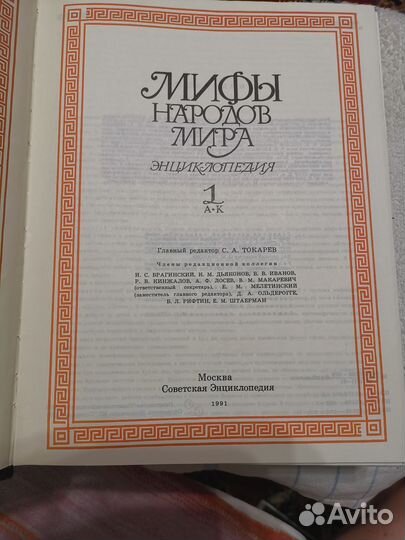 МИФЫ
НАРОДОВ
МИРА
ЭНЦИКЛОПЕДИЯ
1
А-К
Главный редактор С. А. ТОКАРЕВ
Члены редакционной коллегии
И. С. БРАГИНСКИЙ, И. М. ДЬЯКОНОВ, В. В. ИВАНОВ,
Р. В. КИНЖАЛОВ, А. Ф. ЛОСЕВ, В. М. МАКАРЕВИЧ
(ответственный секретарь), Е. М. МЕЛЕТИНСКИЙ
(заместитель главного редактора), Д. А. ОЛЬДЕРОГГЕ,
Б. Л. РИФТИН, Е. М. ШТАЕРМАН
Москва
Советская Энциклопедия
1991
Avito